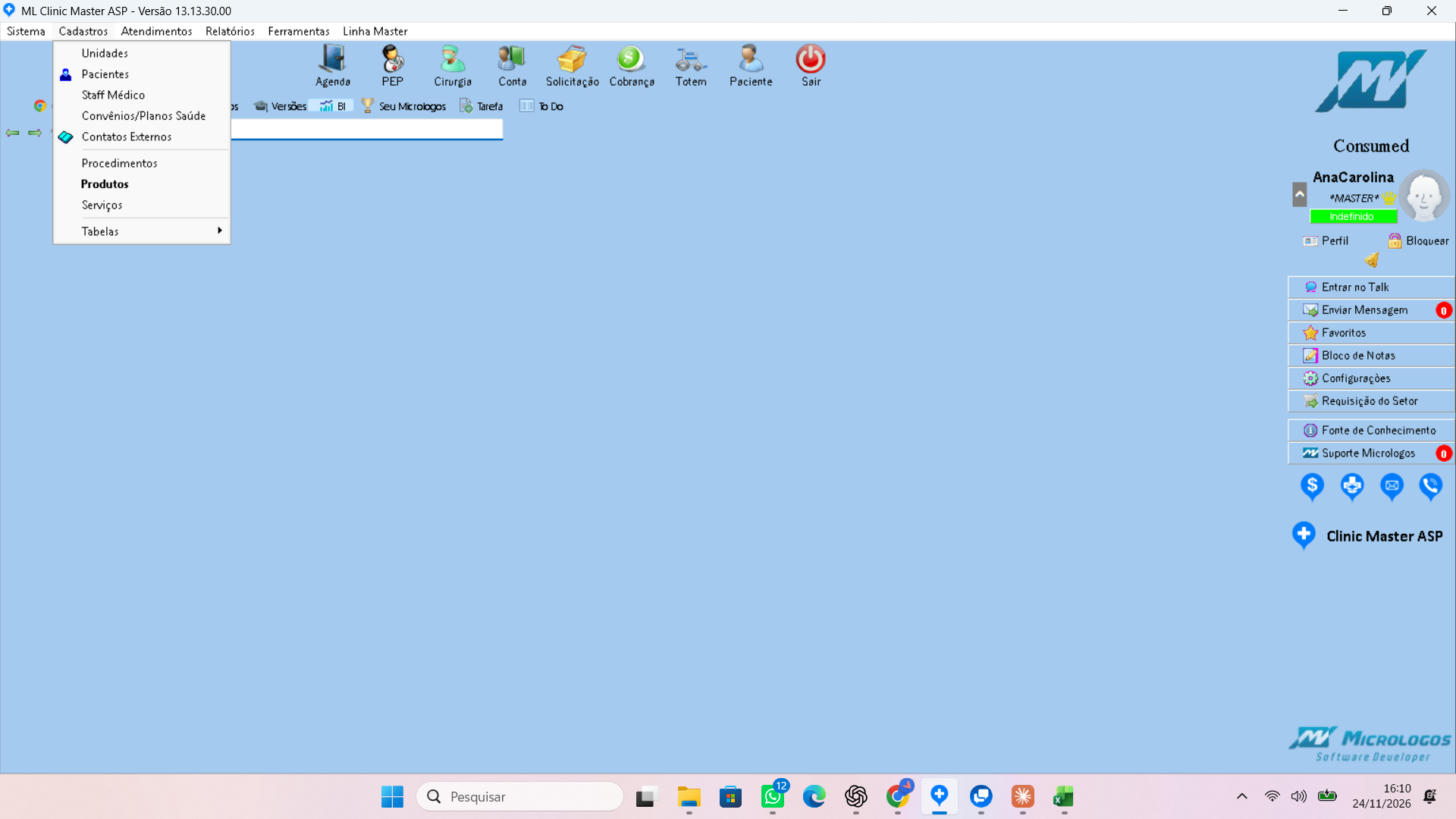 ML Clinic Master ASP - Versão 13.13.30.00
Sistema Cadastros Atendimentos Relatórios Ferramentas Linha Master
Unidades
Pacientes
Staff Médico
Convênios/Planos Saúde
Contatos Externos
Procedimentos
Produtos
Serviços
Tabelas
Agenda PEP Cirurgia Conta Solicitação Cobrança Totem Paciente Sair
os Versões BI Seu Micrologos Tarefa To Do
Consumed
AnaCarolina
*MASTER*
Indefinido
Perfil Bloquear
Entrar no Talk
Enviar Mensagem 0
Favoritos
Bloco de Notas
Configurações
Requisição do Setor
Fonte de Conhecimento
Suporte Micrologos 0
Clinic Master ASP
Micrologos
Software Developer
Pesquisar
12
16:10
24/11/2026